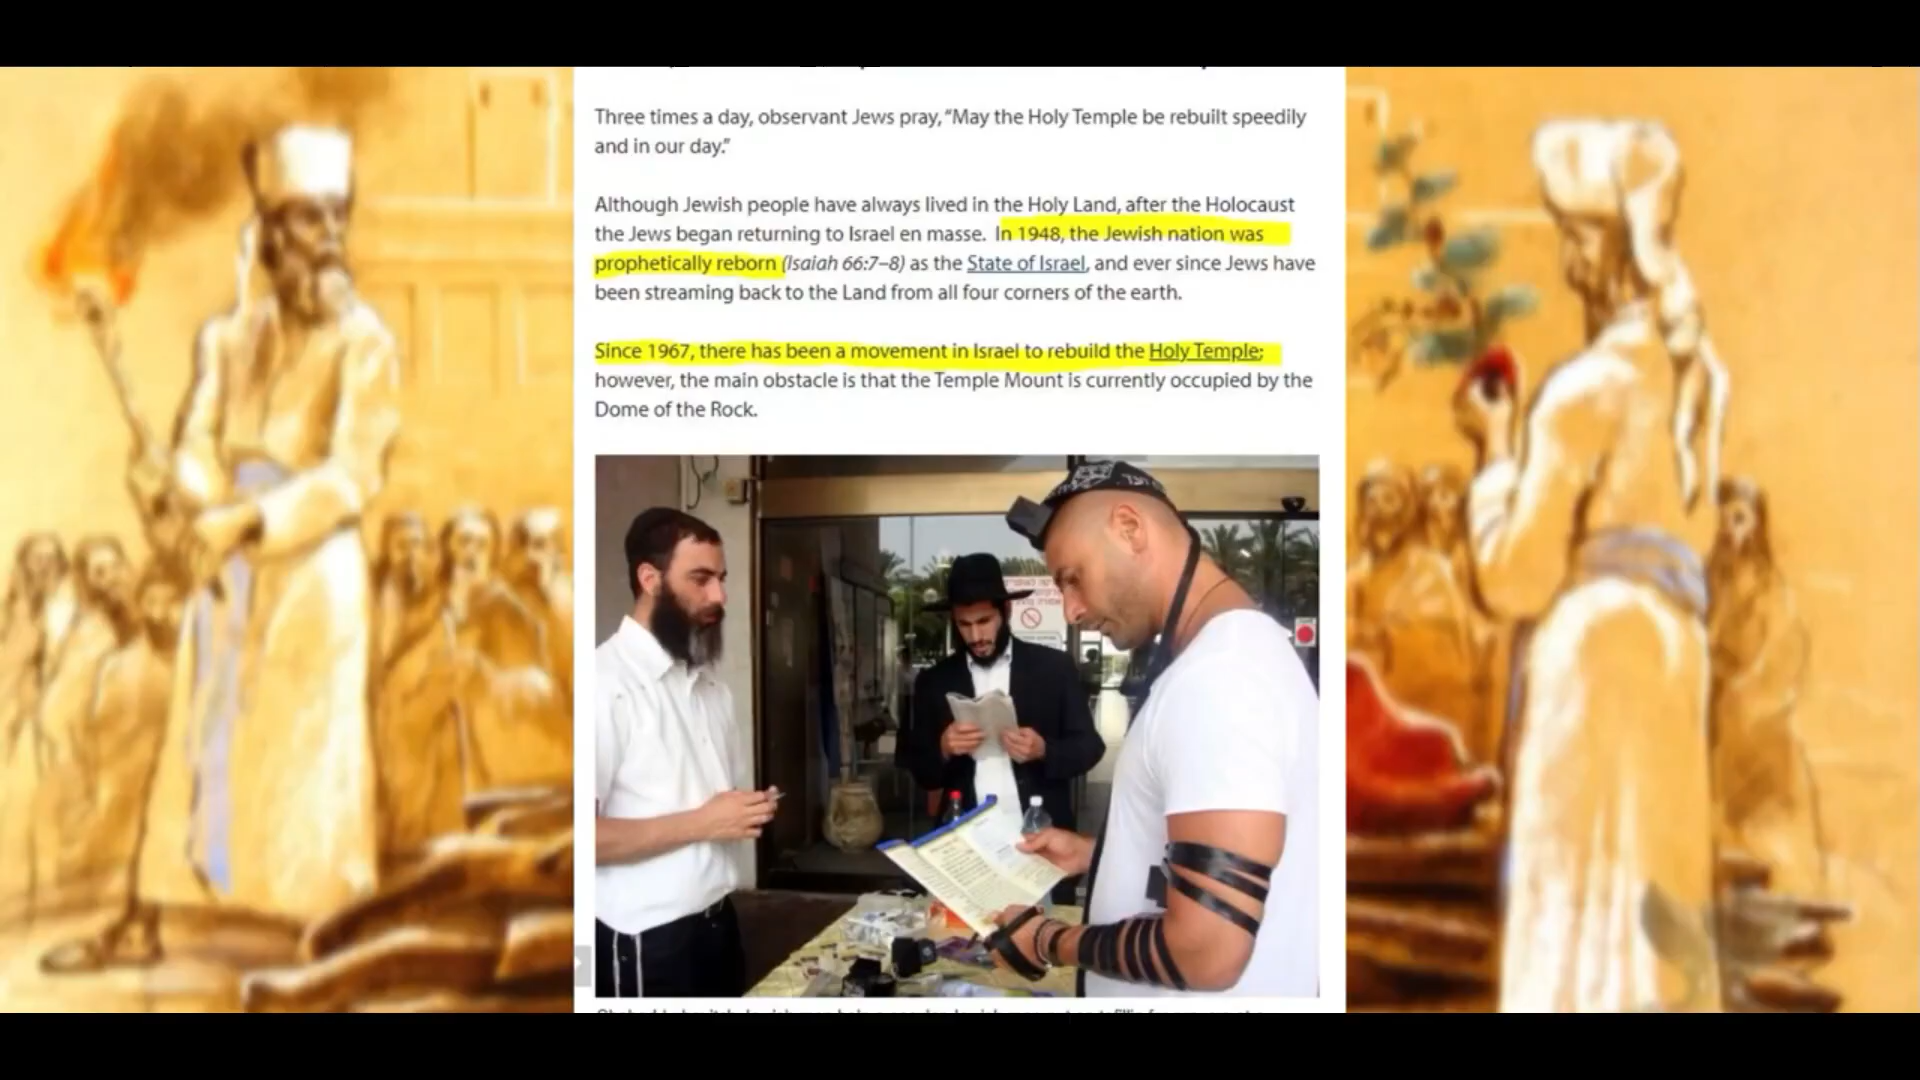 Three times a day, observant Jews pray, “May the Holy Temple be rebuilt speedily
and in our day.”
Although Jewish people have always lived in the Holy Land, after the Holocaust
the Jews began returning to Israel en masse.  In 1948, the Jewish nation was
prophetically reborn (Isaiah 66:7–8) as the State of Israel, and ever since Jews have
been streaming back to the Land from all four corners of the earth.
Since 1967, there has been a movement in Israel to rebuild the Holy Temple;
however, the main obstacle is that the Temple Mount is currently occupied by the
Dome of the Rock.